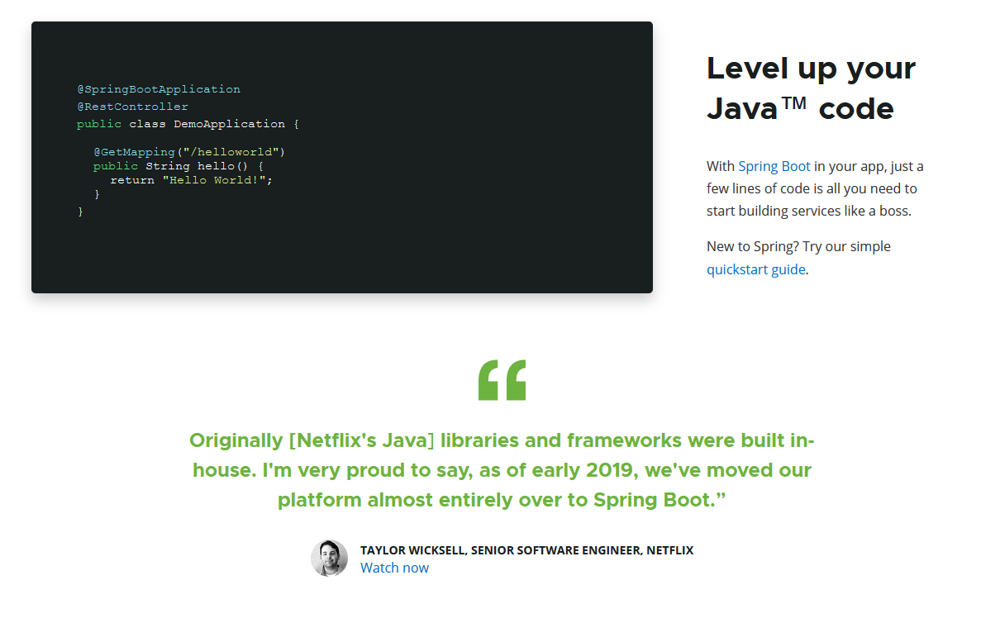 @SpringBootApplication
@RestController
public class DemoApplication {
@GetMapping("/helloworld")
public String hello() {
return "Hello World!";
}
}
Level up your
Java™ code
With Spring Boot in your app, just a
few lines of code is all you need to
start building services like a boss.
New to Spring? Try our simple
quickstart guide.
“
Originally [Netflix's Java] libraries and frameworks were built in-
house. I'm very proud to say, as of early 2019, we've moved our
platform almost entirely over to Spring Boot.”
TAYLOR WICKSELL, SENIOR SOFTWARE ENGINEER, NETFLIX
Watch now